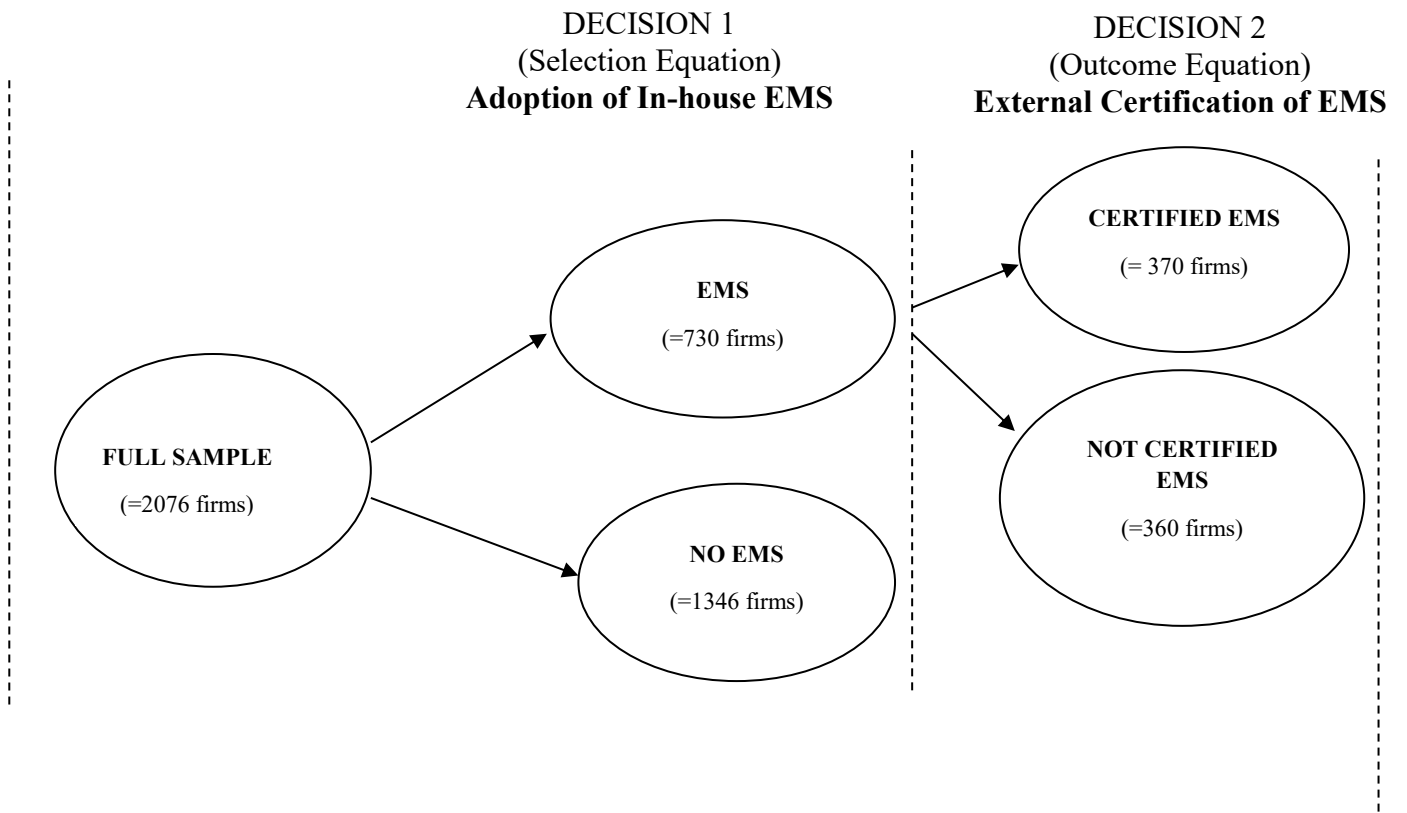 DECISION 1
(Selection Equation)
Adoption of In-house EMS
DECISION 2
(Outcome Equation)
External Certification of EMS
FULL SAMPLE
(=2076 firms)
EMS
(=730 firms)
NO EMS
(=1346 firms)
CERTIFIED EMS
(= 370 firms)
NOT CERTIFIED
EMS
(=360 firms)